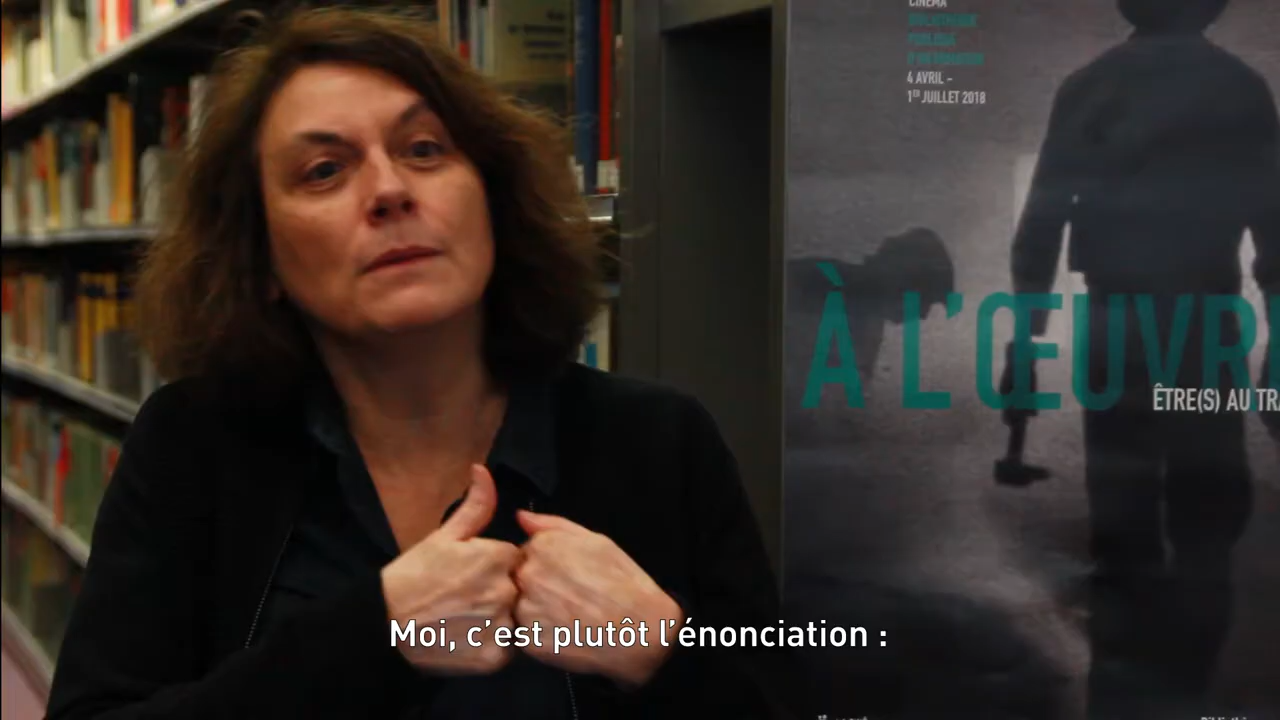 CINÉMA
BIBLIOTHÈQUE
PUBLIQUE
D'INFORMATION
4 AVRIL –
1ER JUILLET 2018
À L'ŒUVRE
ÊTRE(S) AU TRA
Moi, c'est plutôt l'énonciation :